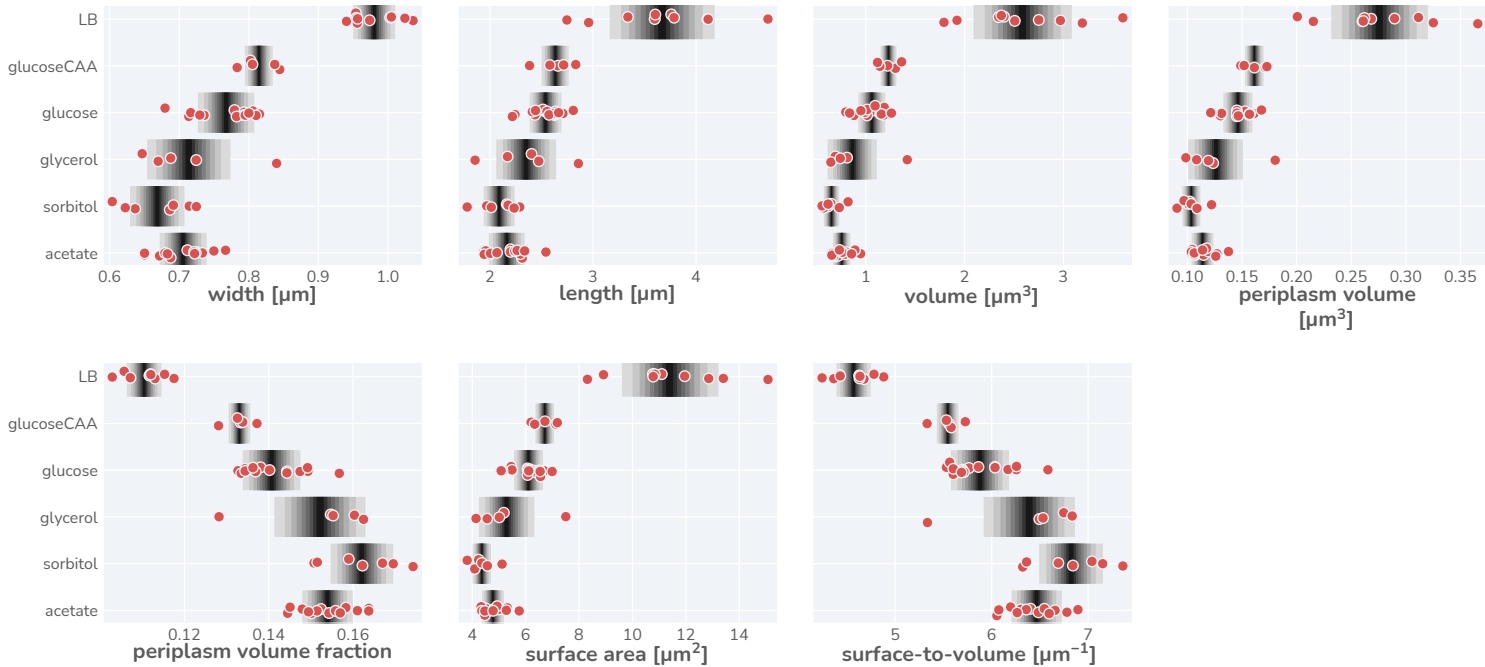 LB
glucoseCAA
glucose
glycerol
sorbitol
acetate
0.6 0.7 0.8 0.9 1.0
width [µm]
2 3 4
length [µm]
1 2 3
volume [µm³]
0.10 0.15 0.20 0.25 0.30 0.35
periplasm volume
[µm³]
LB
glucoseCAA
glucose
glycerol
sorbitol
acetate
0.12 0.14 0.16
periplasm volume fraction
4 6 8 10 12 14
surface area [µm²]
5 6 7
surface-to-volume [µm⁻¹]